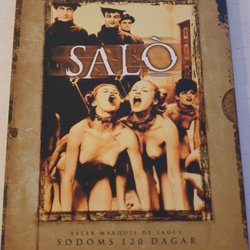 SALÒ
EFTER MARQUIS DE SADES
SODOMS 120 DAGAR